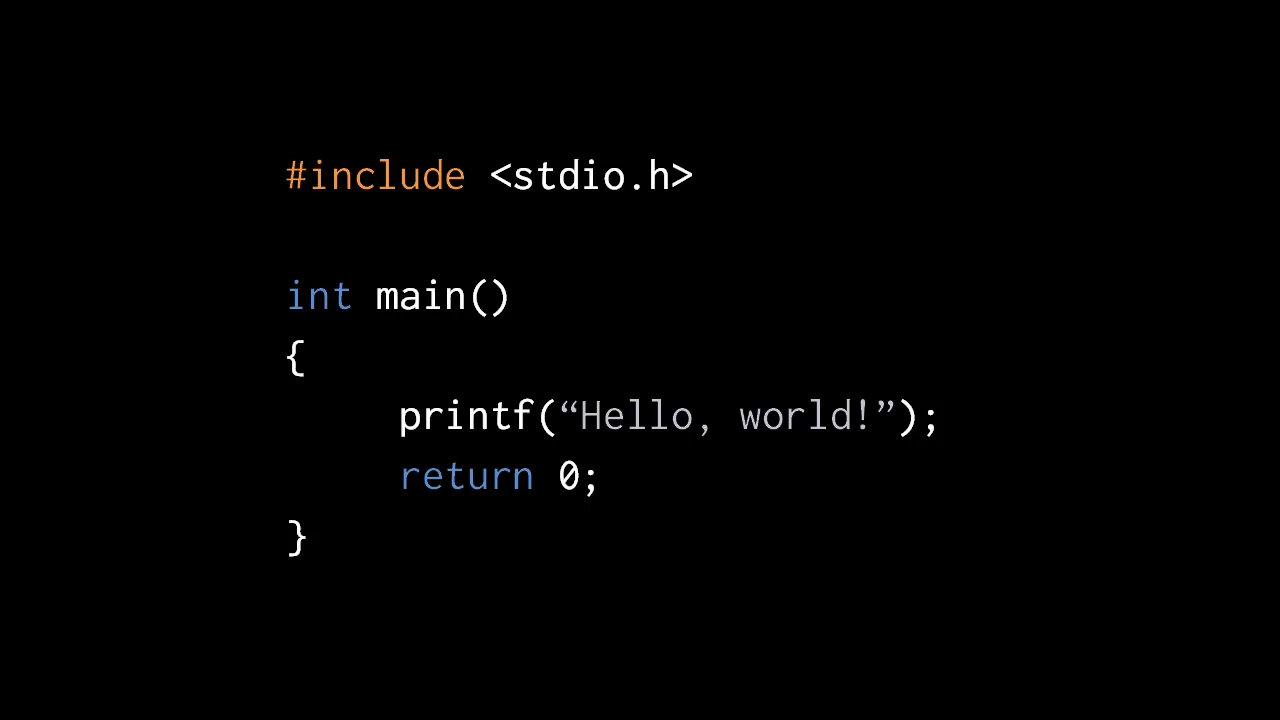 #include <stdio.h>
int main()
{
printf(“Hello, world!”);
return 0;
}